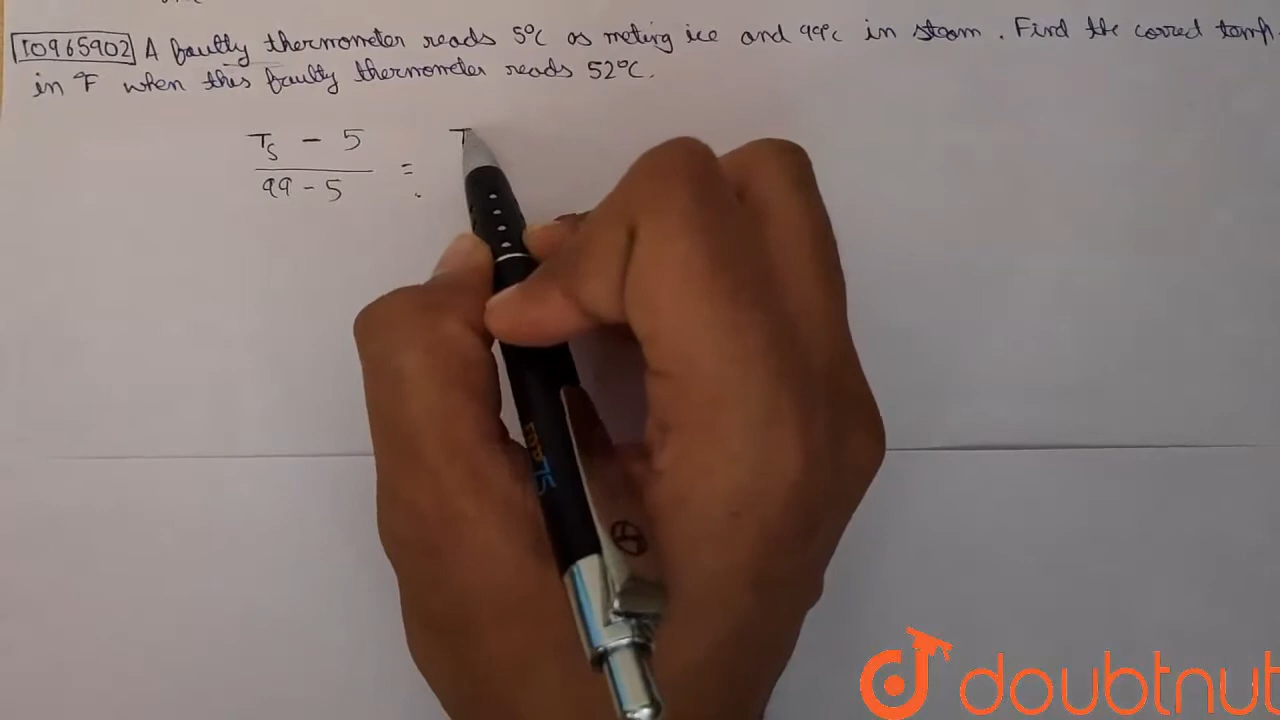 10965902 A faulty thermometer reads 5°C as meting ice and 99°C in steam. Find the correct temp.
in °F when this faulty thermometer reads 52°C.
T_S - 5
99 - 5
=
T
doubtnut